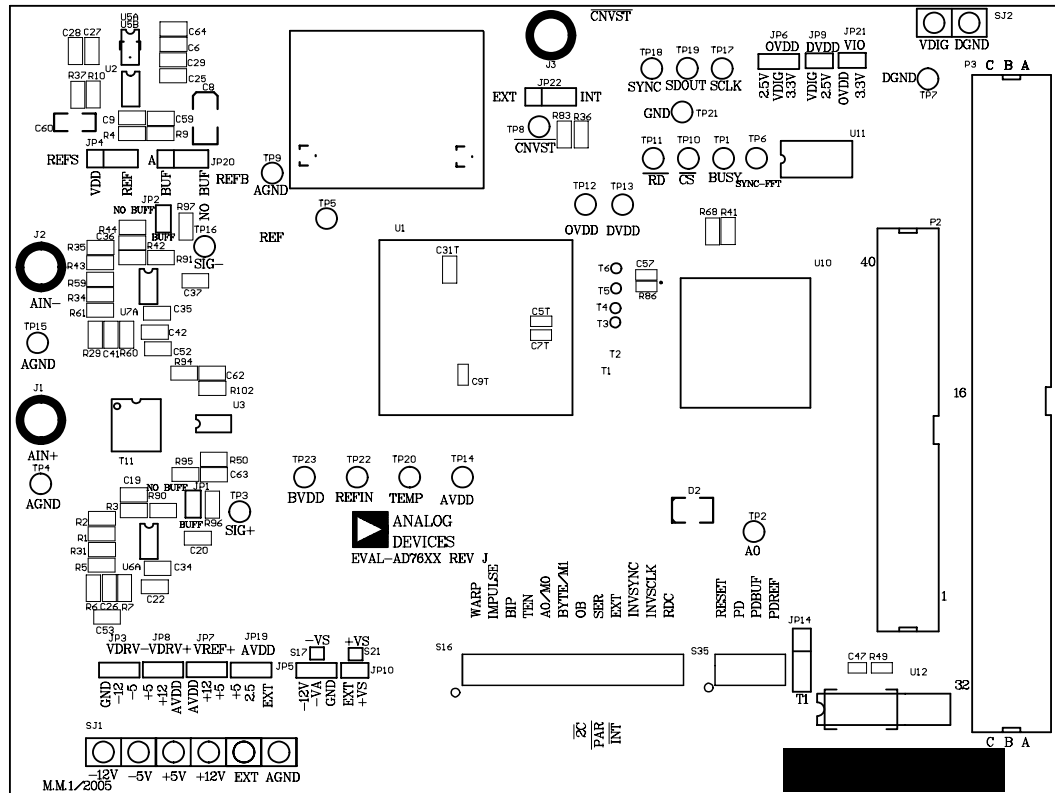 CNVST
U5A
U5B
C28 C27
C64
C6
C29
C25
U2
R37 R10
C8
C60
C9
C59
R4
R9
JP4
REFS
VDD
REF
A
JP20
BUF
NO BUF
REFB
TP9
AGND
J3
JP22
EXT
INT
TP8
CNVST
R83
R36
TP18 TP19 TP17
SYNC SDOUT SCLK
GND
TP21
JP6
OVDD
2.5V
VDIG
3.3V
JP9
DVDD
VDIG
2.5V
JP21
VIO
OVDD
3.3V
SJ2
VDIG DGND
P3
C B A
DGND
TP7
TP11 TP10 TP1 TP6
RD CS BUSY SYNC-FFT
U11
TP12 TP13
OVDD DVDD
REF
TP5
JP2
NO BUFF
BUFF
R97
R44
C36
R42
R91
TP16
SIG-
C37
J2
AIN-
R35
R43
R59
R34
R61
U7A
C35
C42
C52
R29 C41 R60
TP15
AGND
R94
C62
R102
U3
J1
AIN+
TP4
AGND
T11
U1
C31T
C5T
C7T
C9T
T6
T5
T4
T3
T2
T1
C57
R86
R68 R41
U10
P2
40
16
1
32
TP23 TP22 TP20 TP14
BVDD REFIN TEMP AVDD
R95
R50
C63
NO BUFF
JP1
BUFF
R96
TP3
SIG+
C19
R3
R90
R2
R1
R31
R5
U6A
C20
C34
C22
R6 C26 R7
C53
ANALOG
DEVICES
EVAL-AD76XX REV J
D2
TP2
A0
WARP
IMPULSE
BIP
TEN
A0/M0
BYTE/M1
OB
SER
EXT
INVSYNC
INVSCLK
RDC
RESET
PD
PDBUF
PDREF
S16
S35
JP14
T1
C47 R49
U12
I2C
PAR
INT
JP3 JP8 JP7 JP19
VDRV- VDRV+ VREF+ AVDD
GND
-12
-5
+5
+12
AVDD
AVDD
+12
+5
+5
2.5
EXT
-VS
S17
JP5
-12V
-VA
GND
+VS
S21
JP10
EXT
+VS
SJ1
-12V -5V +5V +12V EXT AGND
M.M.1/2005
C B A